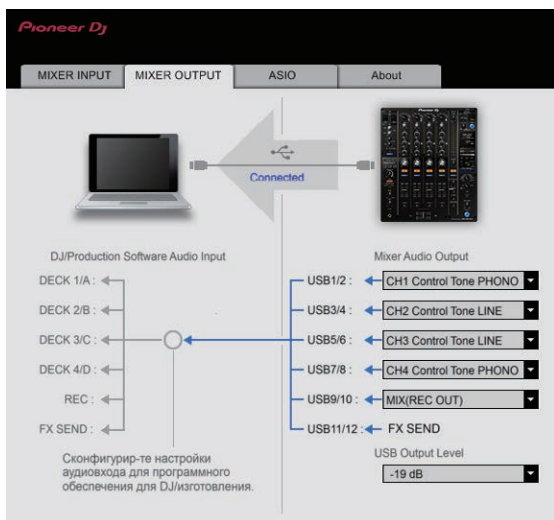 Pioneer Dj
MIXER INPUT
MIXER OUTPUT
ASIO
About
Connected
DJ/Production Software Audio Input
Mixer Audio Output
DECK 1/A :
USB1/2 :
CH1 Control Tone PHONO
DECK 2/B :
USB3/4 :
CH2 Control Tone LINE
DECK 3/C :
USB5/6 :
CH3 Control Tone LINE
DECK 4/D :
USB7/8 :
CH4 Control Tone PHONO
REC :
USB9/10 :
MIX(REC OUT)
FX SEND :
USB11/12 :
FX SEND
Сконфигурир-те настройки
аудиовхода для программного
обеспечения для DJ/изготовления.
USB Output Level
-19 dB